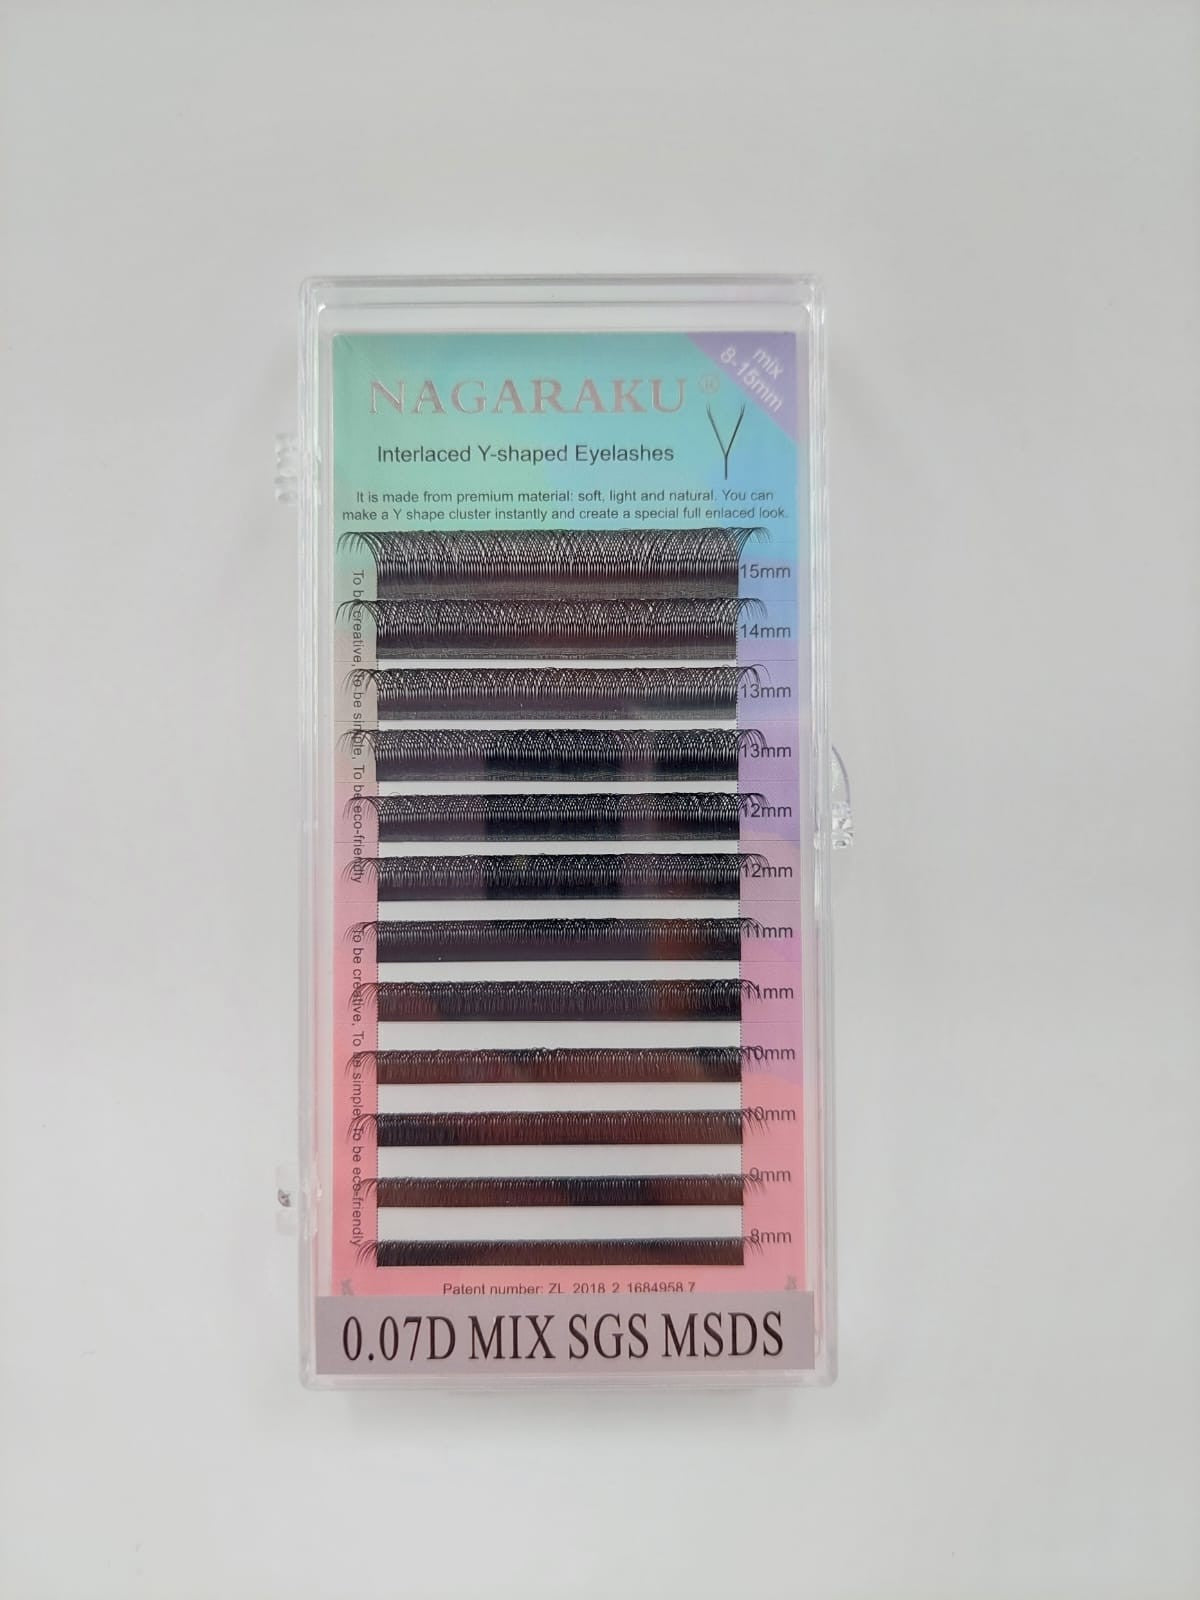 mix
8-15mm
NAGARAKU®
Interlaced Y-shaped Eyelashes
It is made from premium material: soft, light and natural. You can
make a Y shape cluster instantly and create a special full enlaced look.
15mm
14mm
13mm
13mm
12mm
12mm
11mm
11mm
10mm
10mm
9mm
8mm
To be creative, To be simple, To be eco-friendly
To be creative, To be simple, To be eco-friendly
Patent number: ZL 2018 2 1684958.7
0.07D MIX SGS MSDS